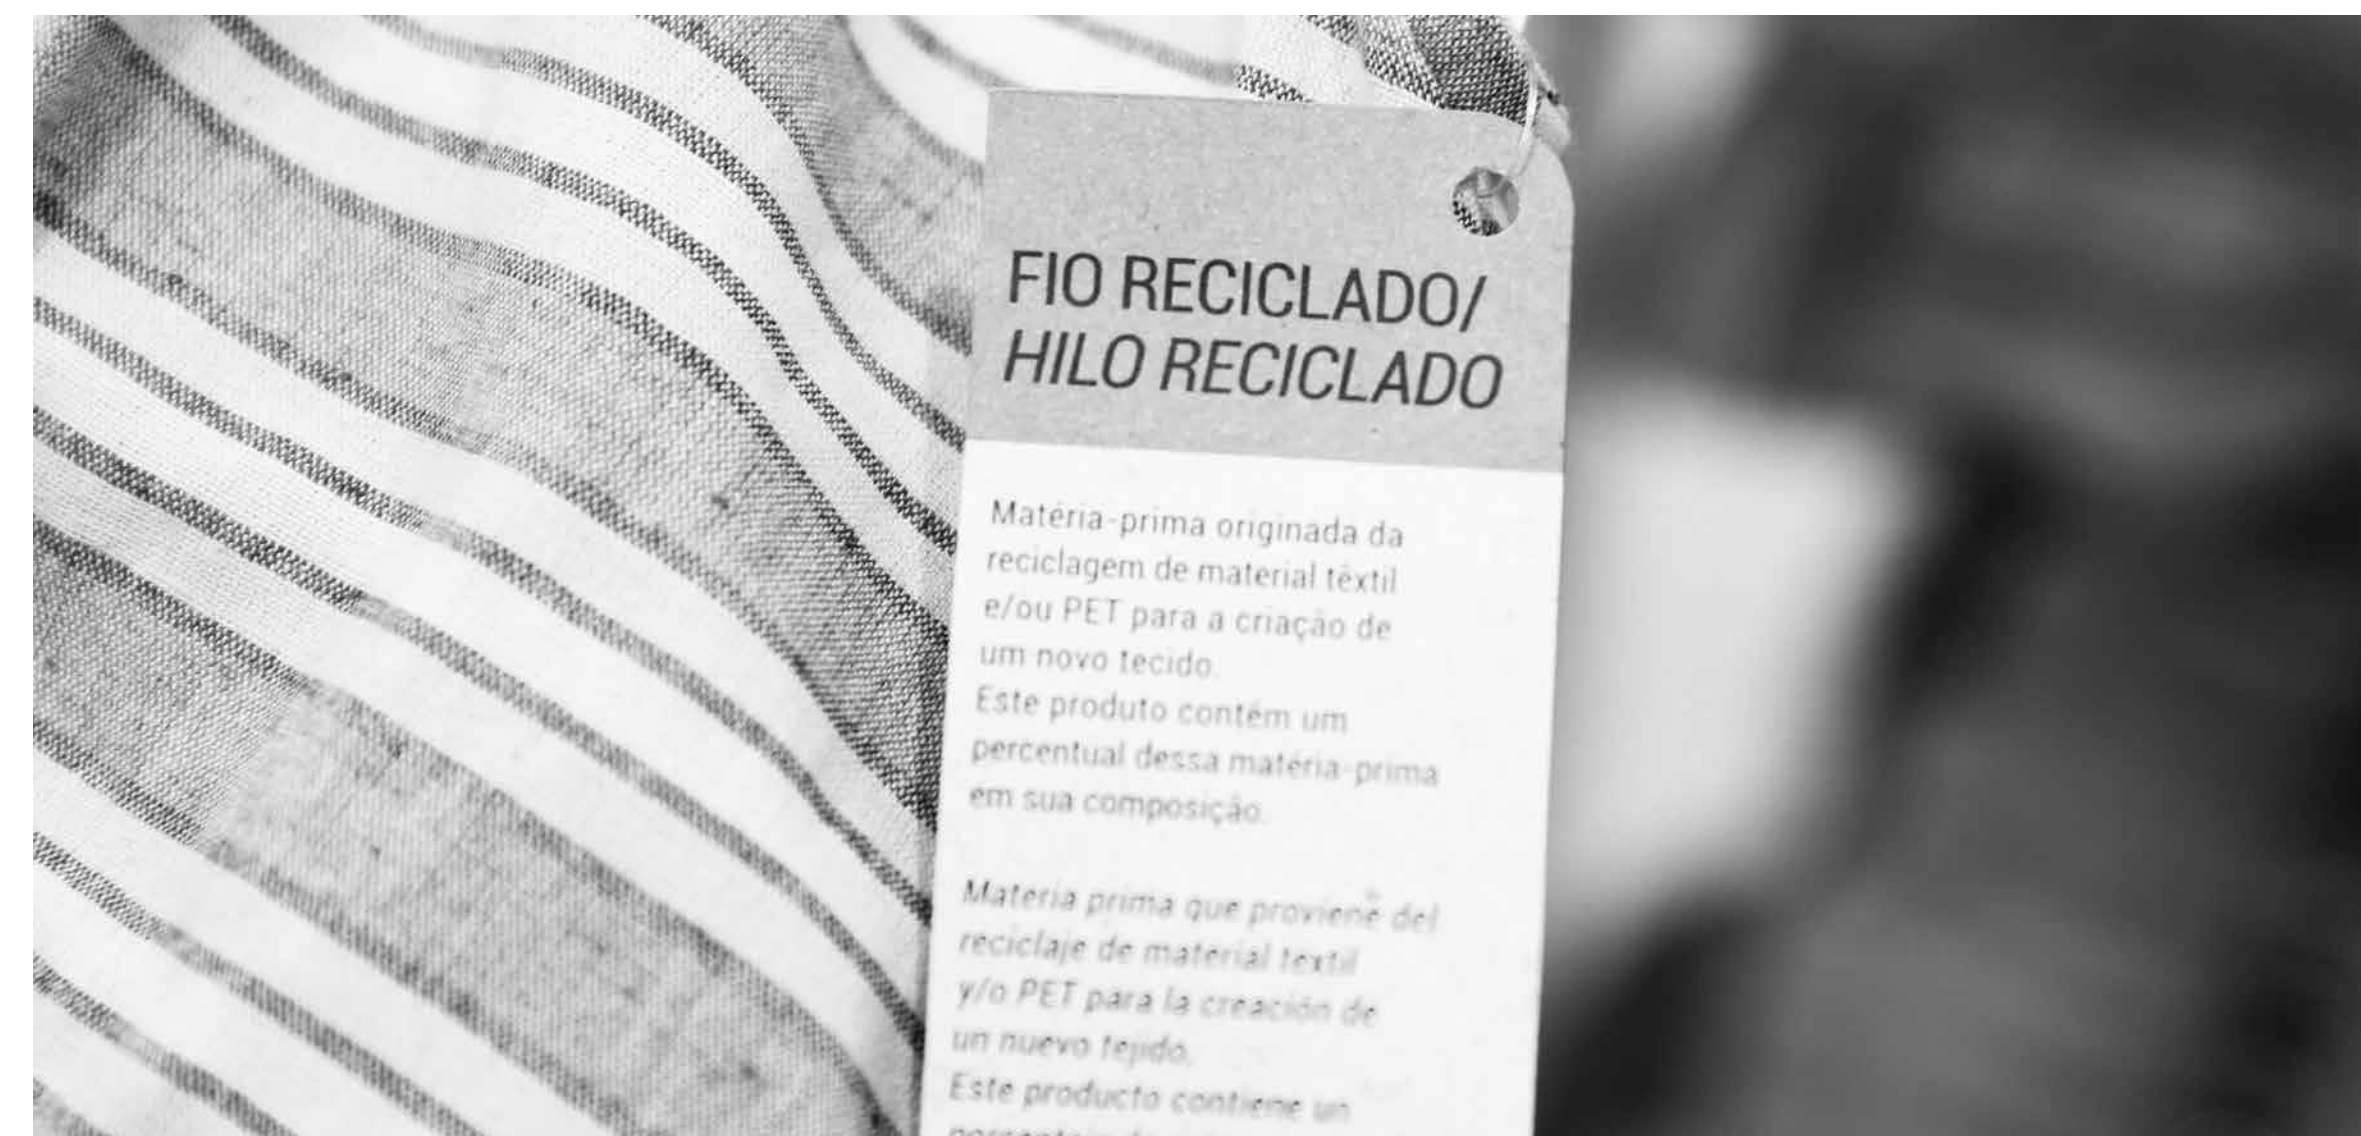 FIO RECICLADO/
HILO RECICLADO
Matéria-prima originada da
reciclagem de material têxtil
e/ou PET para a criação de
um novo tecido.
Este produto contém um
percentual dessa matéria-prima
em sua composição.
Materia prima que proviene del
reciclaje de material textil
y/o PET para la creación de
un nuevo tejido.
Este producto contiene un